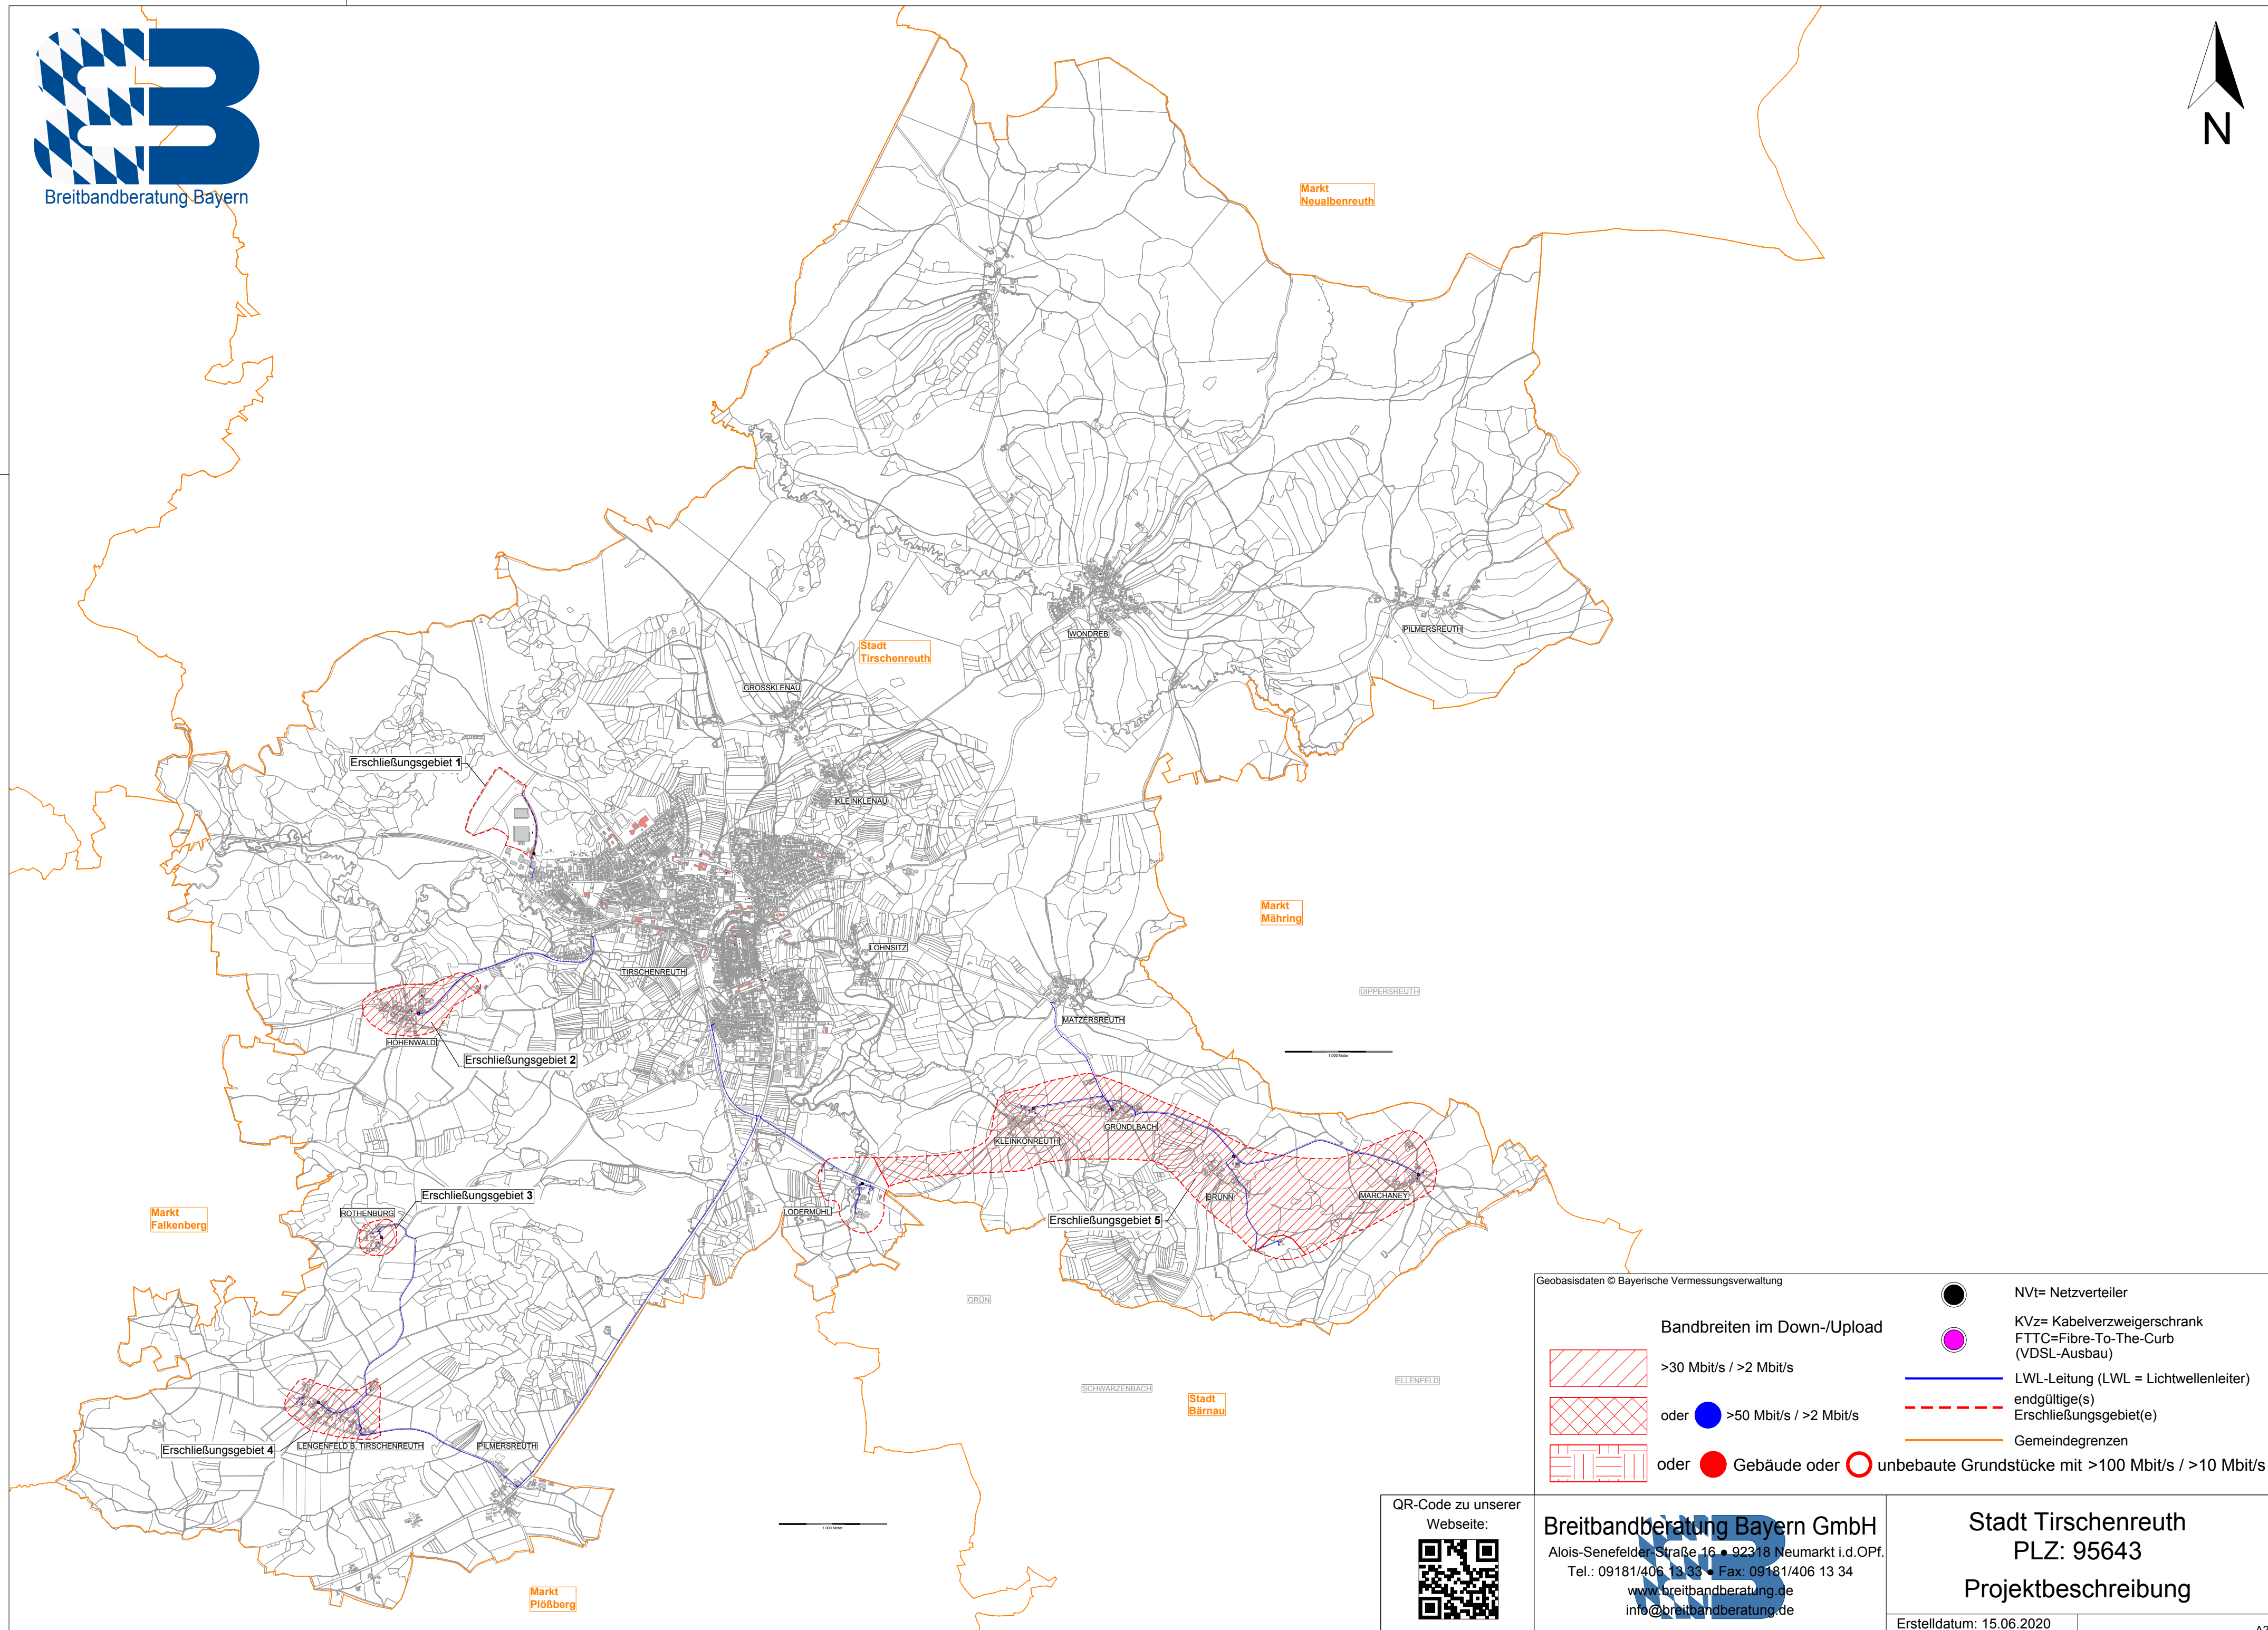 Breitbandberatung Bayern
N
Markt
Neualbenreuth
WONDREB
PILMERSREUTH
Stadt
Tirschenreuth
GROSSKLENAU
Erschließungsgebiet 1
KLEINKLENAU
Markt
Mähring
LOHNSITZ
TIRSCHENREUTH
DIPPERSREUTH
MATZERSREUTH
HOHENWALD
Erschließungsgebiet 2
1.000 Meter
GRÜNDLBACH
KLEINKONREUTH
Erschließungsgebiet 3
ROTHENBÜRG
Markt
Falkenberg
LODERMÜHL
BRUNN
MARCHANEY
Erschließungsgebiet 5
GRÜN
SCHWARZENBACH
ELLENFELD
Stadt
Bärnau
Erschließungsgebiet 4
LENGENFELD B. TIRSCHENREUTH
PILMERSREUTH
1.000 Meter
Markt
Plößberg
Geobasisdaten © Bayerische Vermessungsverwaltung
Bandbreiten im Down-/Upload
>30 Mbit/s / >2 Mbit/s
oder >50 Mbit/s / >2 Mbit/s
oder Gebäude oder unbebaute Grundstücke mit >100 Mbit/s / >10 Mbit/s
NVt= Netzverteiler
KVz= Kabelverzweigerschrank
FTTC=Fibre-To-The-Curb
(VDSL-Ausbau)
LWL-Leitung (LWL = Lichtwellenleiter)
endgültige(s)
Erschließungsgebiet(e)
Gemeindegrenzen
QR-Code zu unserer
Webseite:
Breitbandberatung Bayern GmbH
Alois-Senefelder-Straße 16 ● 92318 Neumarkt i.d.OPf.
Tel.: 09181/406 13 33 ● Fax: 09181/406 13 34
www.breitbandberatung.de
info@breitbandberatung.de
Stadt Tirschenreuth
PLZ: 95643
Projektbeschreibung
Erstelldatum: 15.06.2020